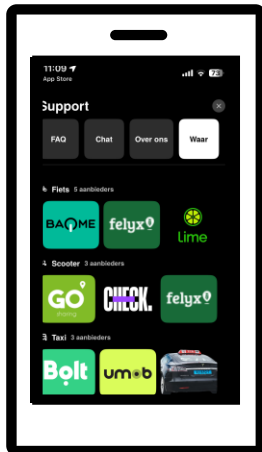 11:09
App Store
73
Support
FAQ
Chat
Over ons
Waar
Fiets 5 aanbieders
BAQME
felyx
Lime
Scooter 3 aanbieders
GO
sharing
CHECK.
felyx
Taxi 3 aanbieders
Bolt
umob